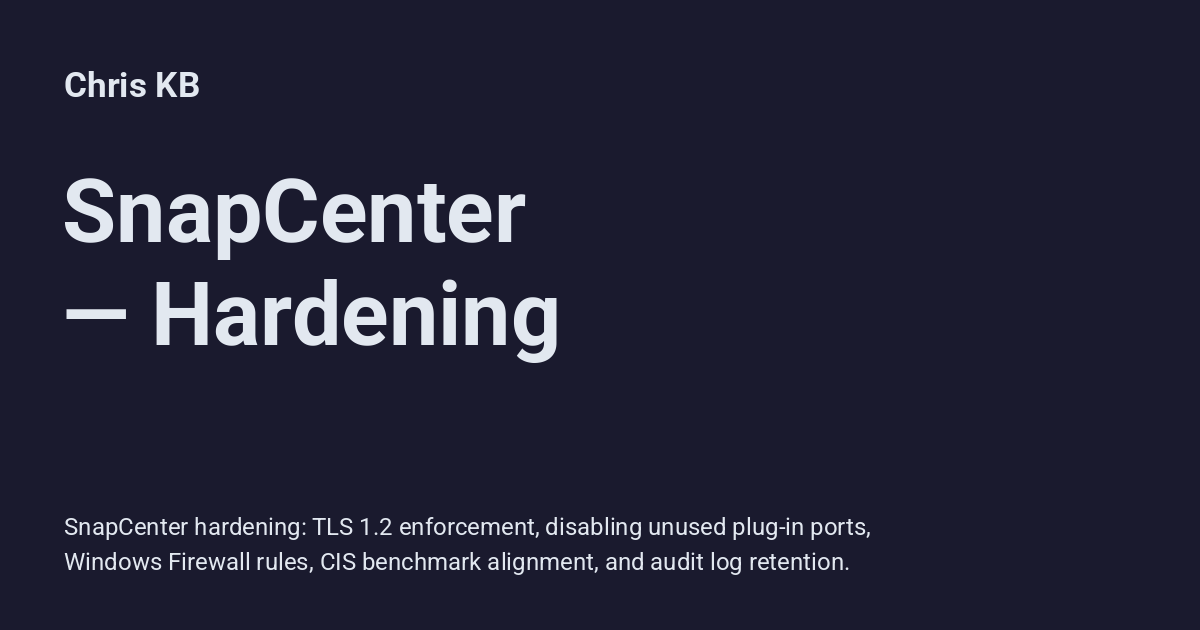 Chris KB
SnapCenter
— Hardening
SnapCenter hardening: TLS 1.2 enforcement, disabling unused plug-in ports,
Windows Firewall rules, CIS benchmark alignment, and audit log retention.